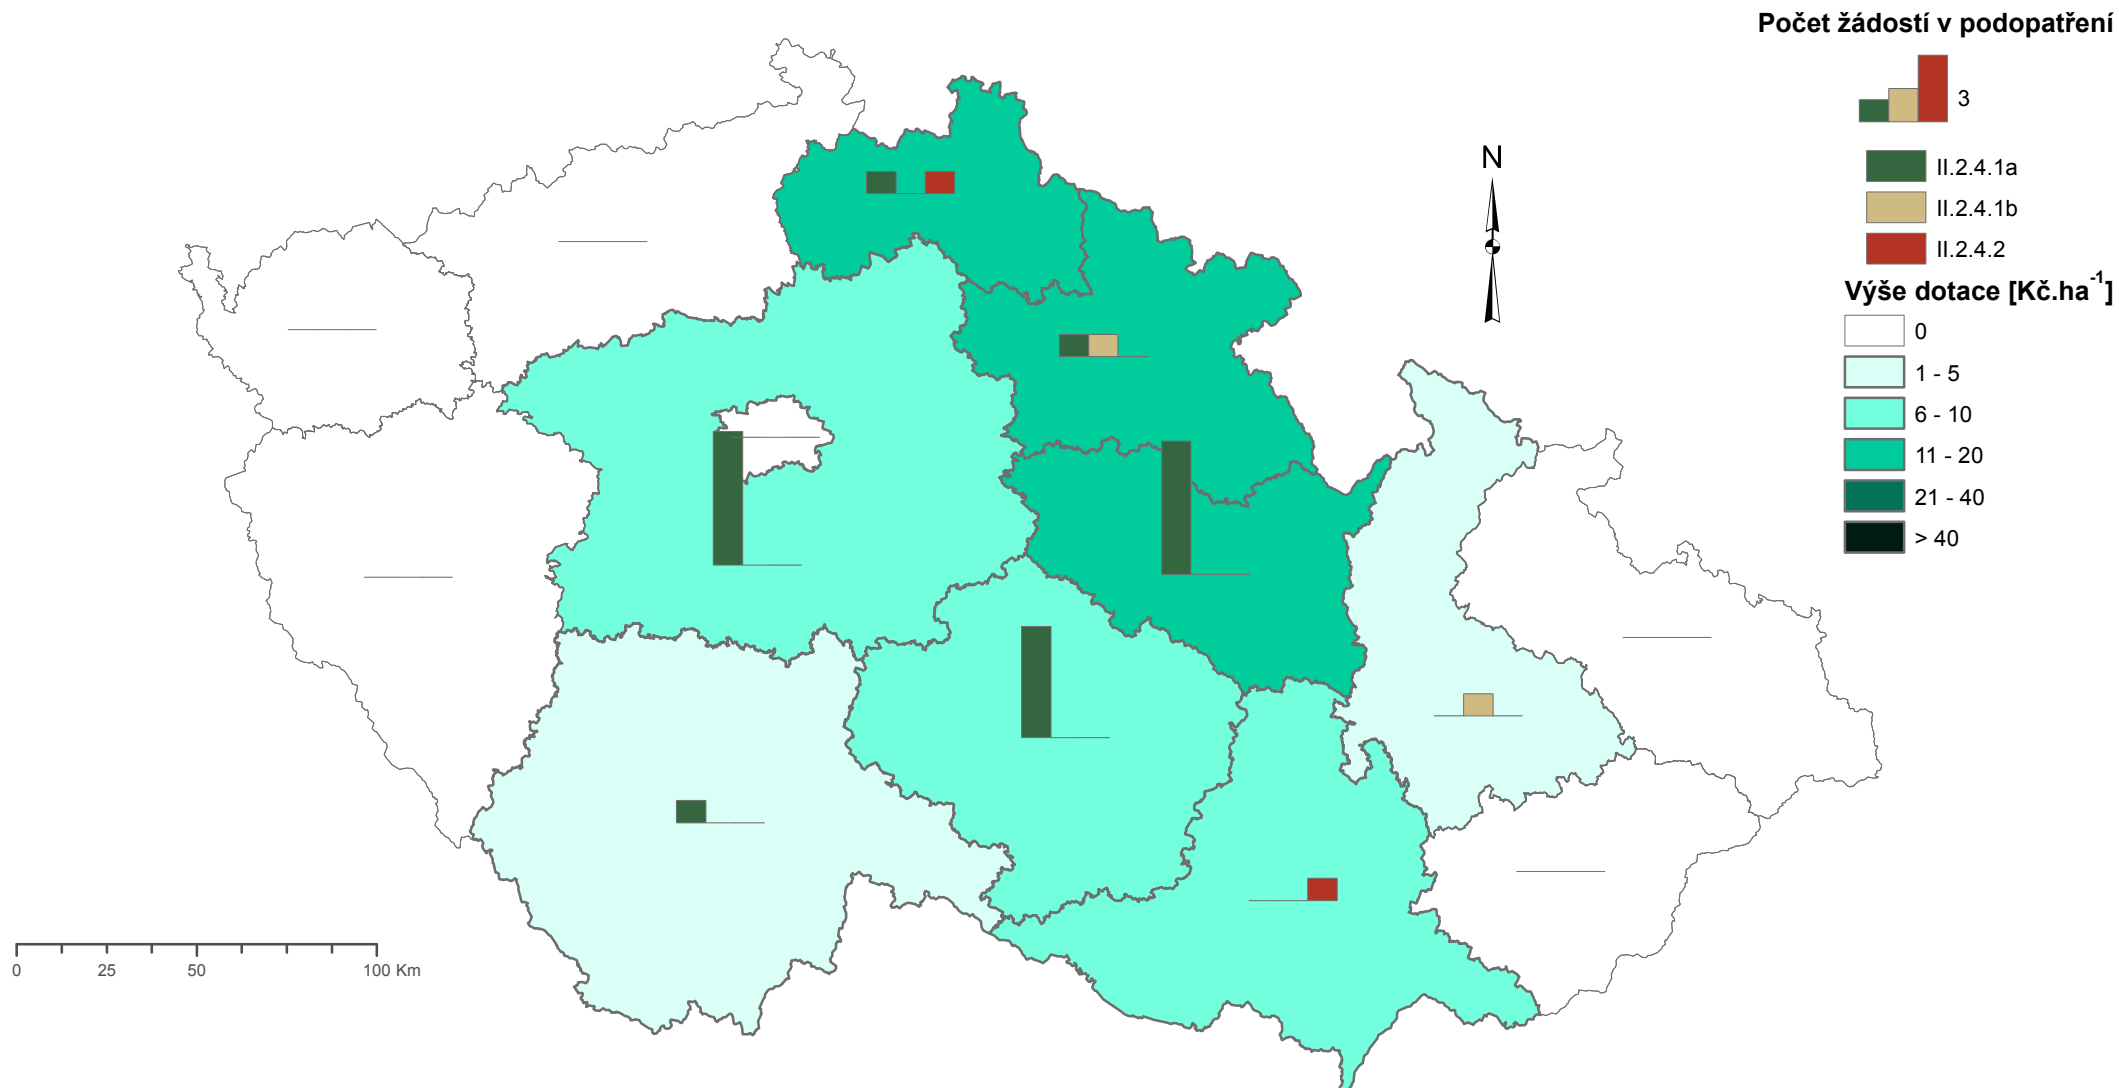 Počet žádostí v podopatření
3
II.2.4.1a
II.2.4.1b
II.2.4.2
Výše dotace [Kč.ha⁻¹]
0
1 - 5
6 - 10
11 - 20
21 - 40
> 40
N
0 25 50 100 Km